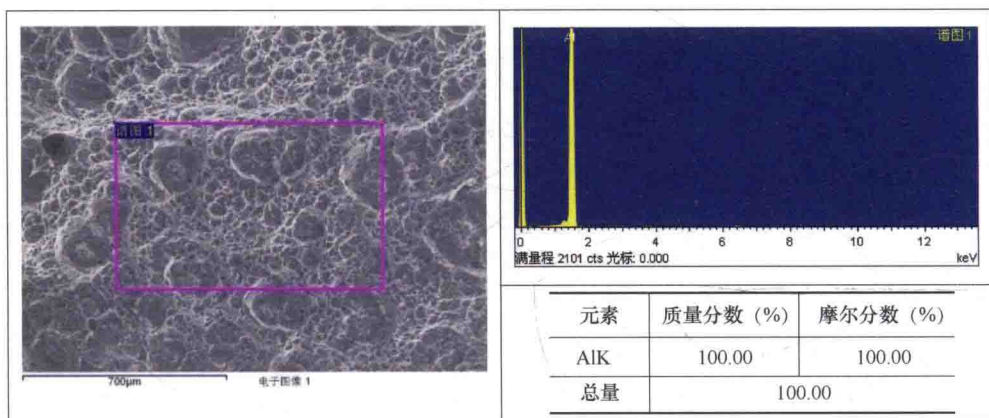 谱图 1
700μm
电子图像 1
谱图 1
Al
0 2 4 6 8 10 12
满量程 2101 cts 光标: 0.000 keV
元素 质量分数 (%) 摩尔分数 (%)
AlK 100.00 100.00
总量 100.00